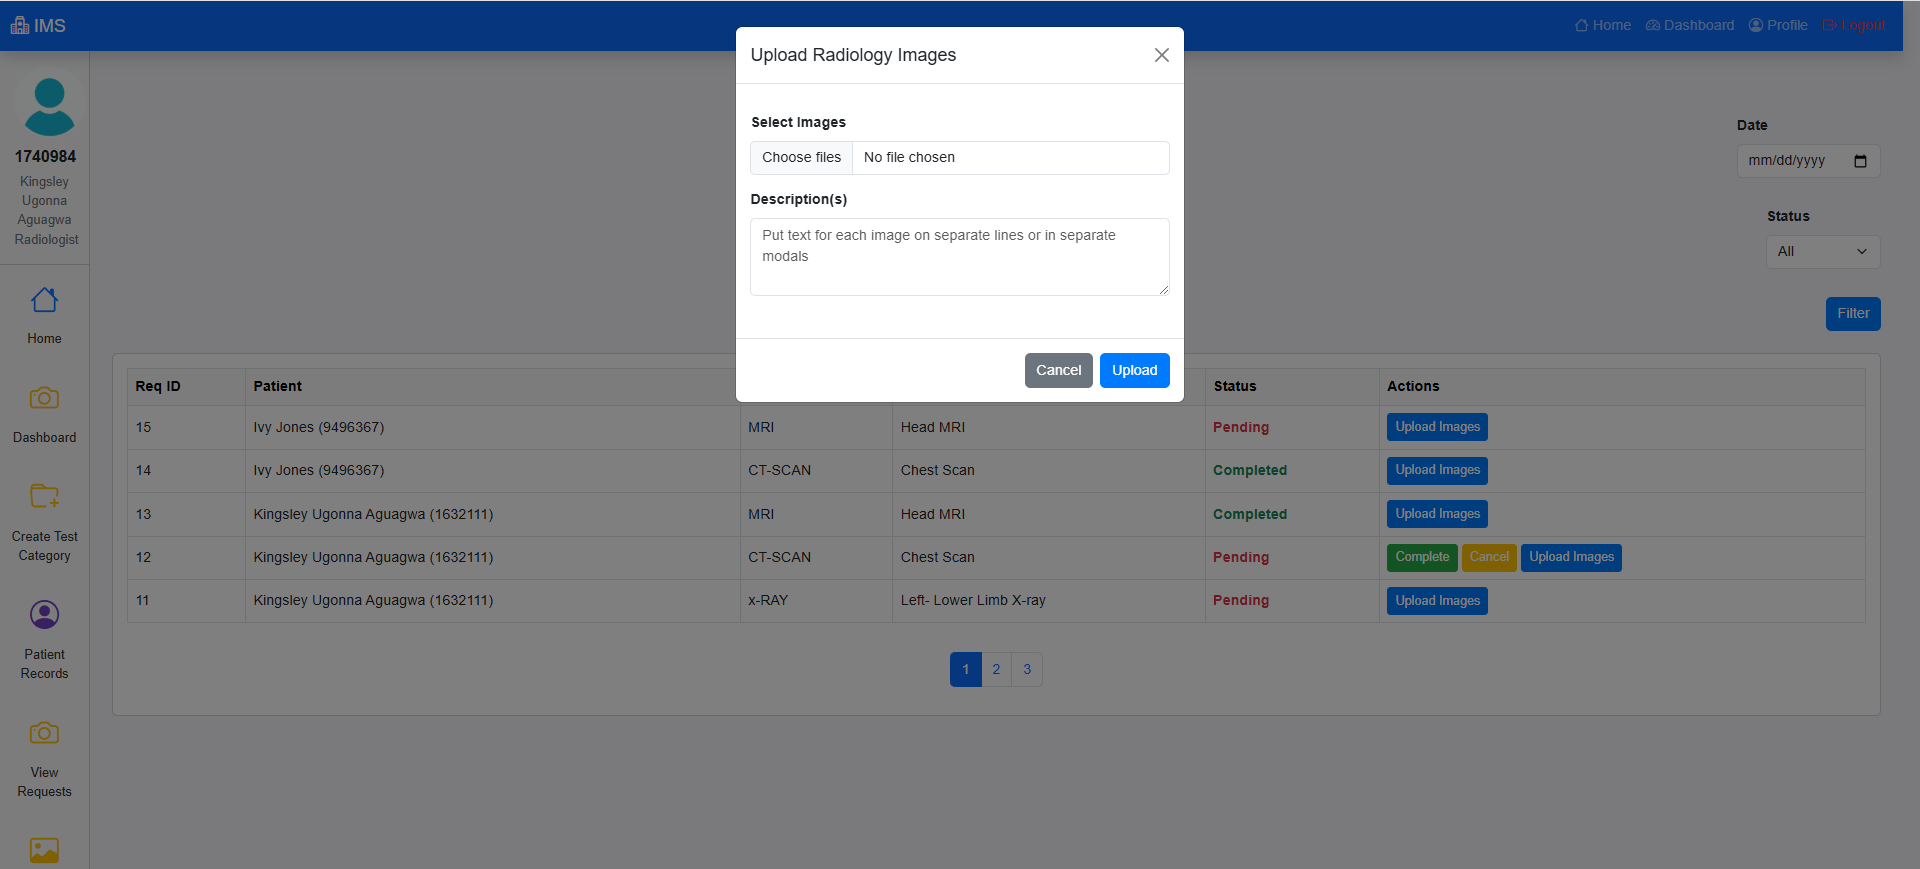 IMS
Home Dashboard Profile Logout
1740984
Kingsley
Ugonna
Aguagwa
Radiologist
Home
Dashboard
Create Test
Category
Patient
Records
View
Requests
Upload Radiology Images
Select Images
Choose files No file chosen
Description(s)
Put text for each image on separate lines or in separate
modals
Cancel Upload
Date
mm/dd/yyyy
Status
All
Filter
Req ID Patient Status Actions
15 Ivy Jones (9496367) MRI Head MRI Pending Upload Images
14 Ivy Jones (9496367) CT-SCAN Chest Scan Completed Upload Images
13 Kingsley Ugonna Aguagwa (1632111) MRI Head MRI Completed Upload Images
12 Kingsley Ugonna Aguagwa (1632111) CT-SCAN Chest Scan Pending Complete Cancel Upload Images
11 Kingsley Ugonna Aguagwa (1632111) x-RAY Left- Lower Limb X-ray Pending Upload Images
1 2 3